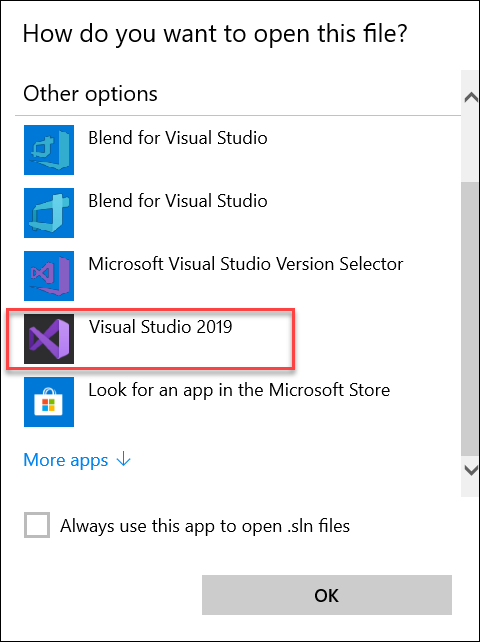 How do you want to open this file?
Other options
Blend for Visual Studio
Blend for Visual Studio
Microsoft Visual Studio Version Selector
Visual Studio 2019
Look for an app in the Microsoft Store
More apps ↓
Always use this app to open .sln files
OK